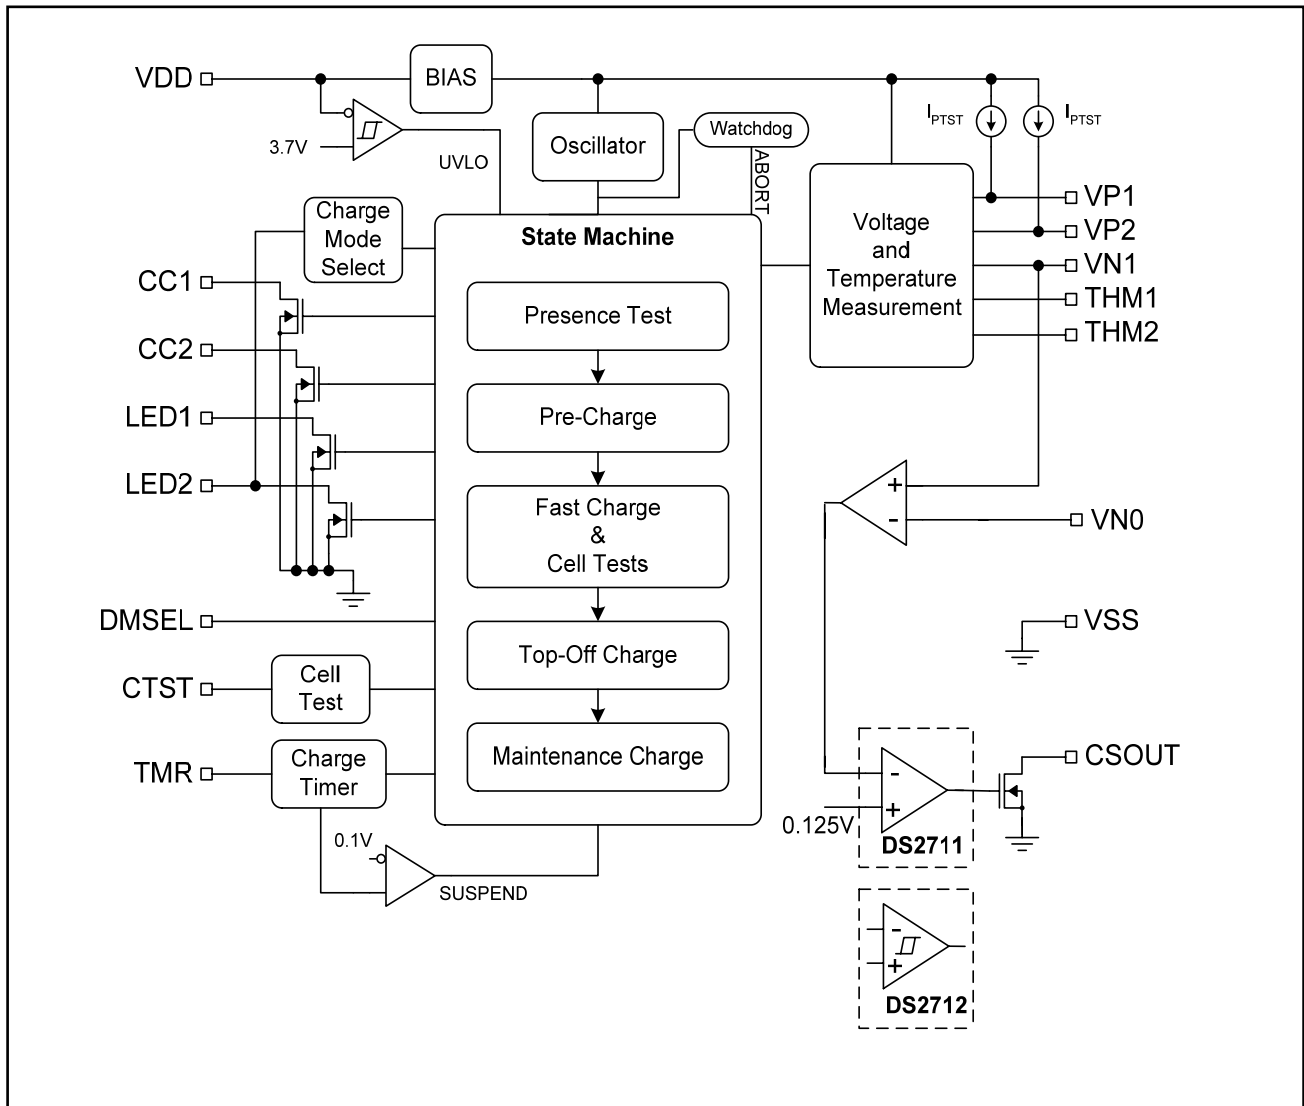 VDD
BIAS
3.7V
UVLO
Oscillator
Watchdog
ABORT
IPTST
IPTST
Charge
Mode
Select
State Machine
Voltage
and
Temperature
Measurement
VP1
VP2
VN1
THM1
THM2
CC1
CC2
LED1
LED2
Presence Test
Pre-Charge
Fast Charge
&
Cell Tests
Top-Off Charge
Maintenance Charge
+
-
VN0
VSS
DMSEL
CTST
Cell
Test
TMR
Charge
Timer
0.1V
SUSPEND
-
+
0.125V
DS2711
CSOUT
-
+
DS2712